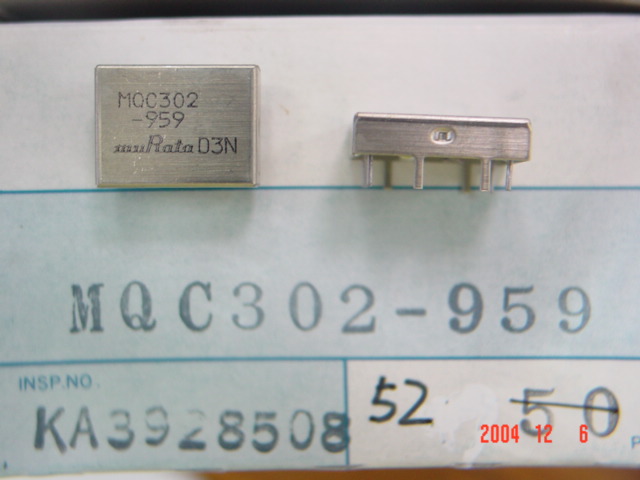 MQC302
-959
muRata D3N
MQC302-959
INSP.NO.
KA3928508
52
50
2004 12 6
P